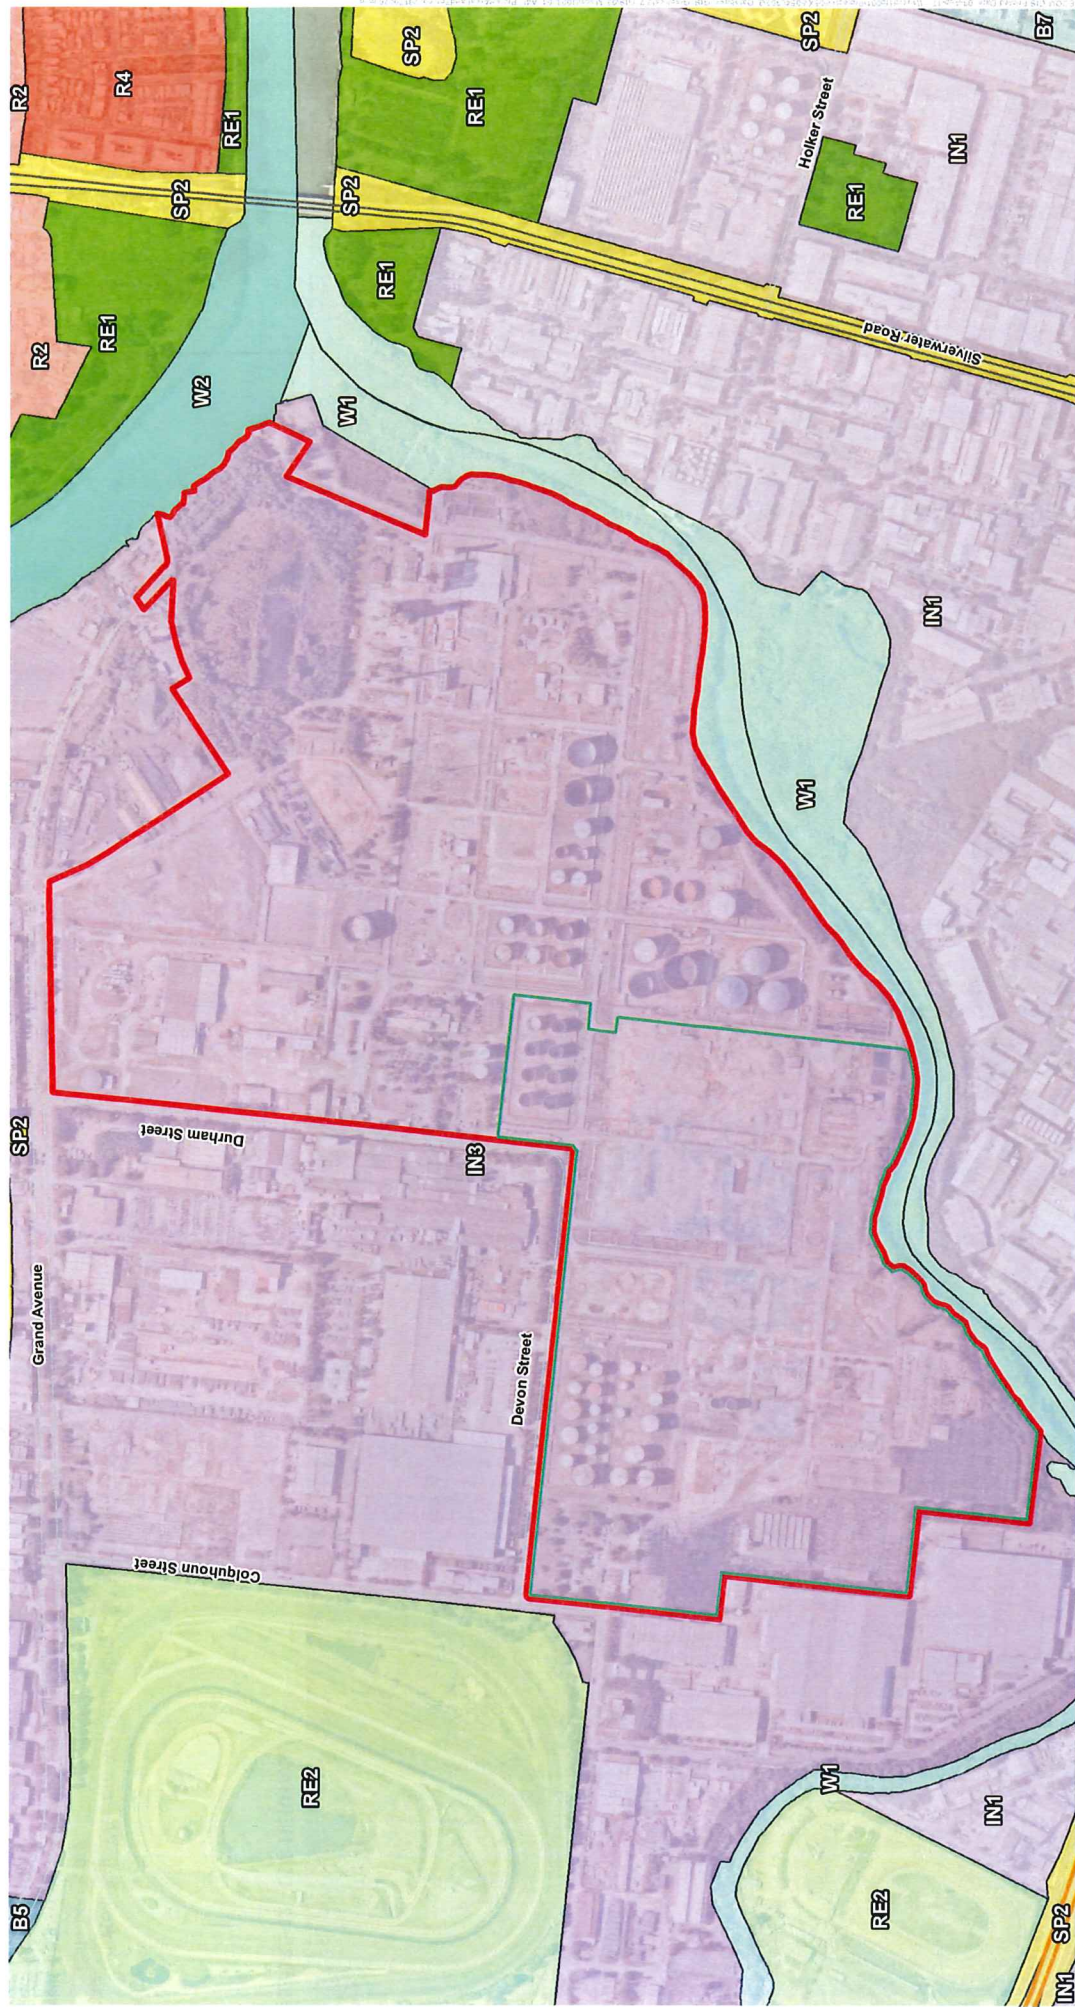 B5
SP2
R2
Grand Avenue
R2
RE1
R4
Colquhoun Street
Durham Street
W2
SP2
RE1
RE2
W1
SP2
RE1
SP2
IN3
RE1
Devon Street
W1
Holker Street
SP2
W1
RE1
RE2
Silverwater Road
IN1
IN1
IN1
B7
IN1
SP2